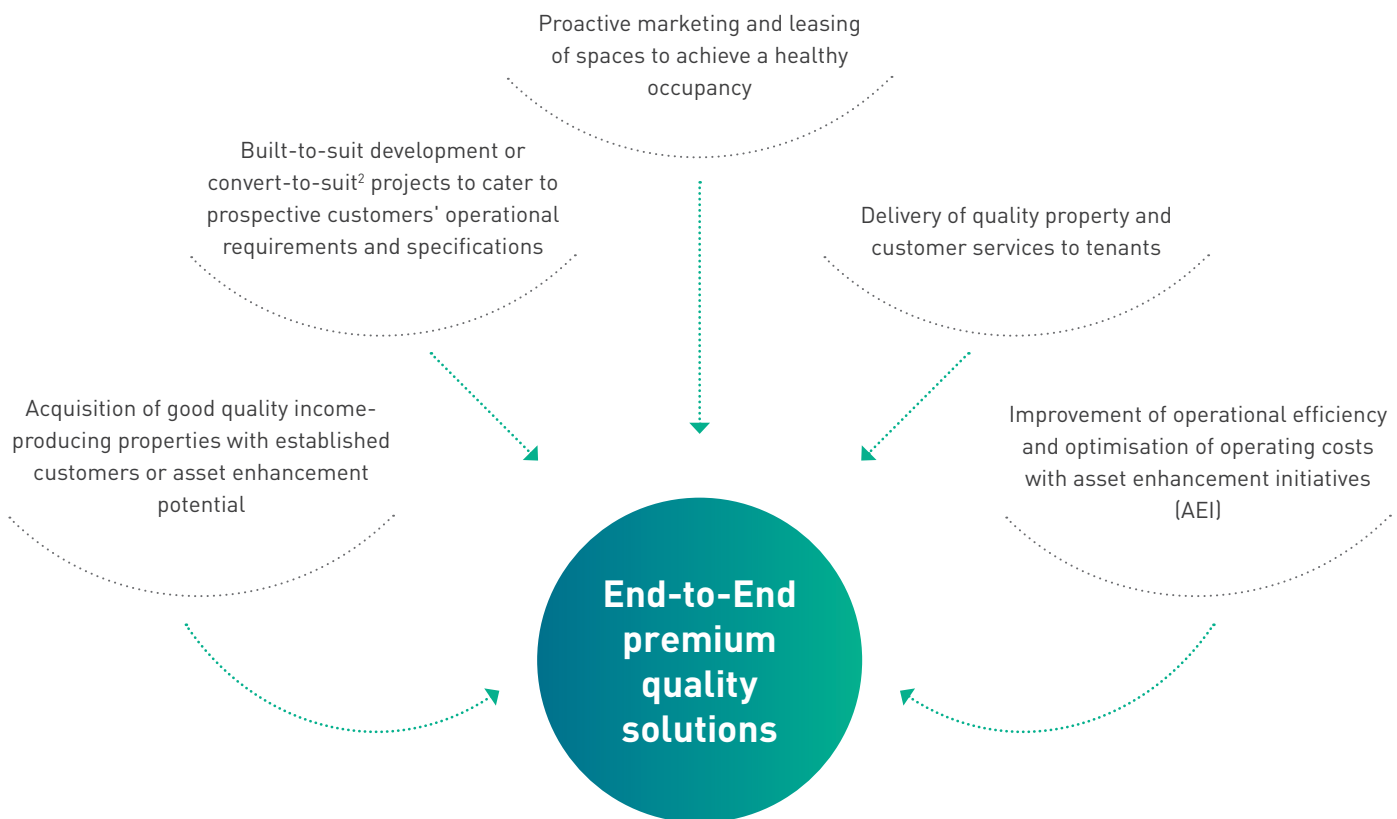 Proactive marketing and leasing
of spaces to achieve a healthy
occupancy
Built-to-suit development or
convert-to-suit² projects to cater to
prospective customers' operational
requirements and specifications
Delivery of quality property and
customer services to tenants
Acquisition of good quality income-
producing properties with established
customers or asset enhancement
potential
Improvement of operational efficiency
and optimisation of operating costs
with asset enhancement initiatives
(AEI)
End-to-End
premium
quality
solutions